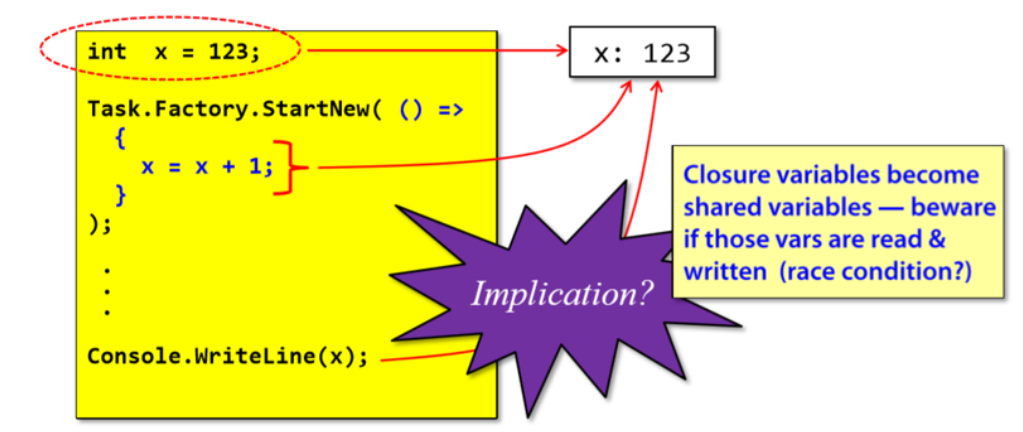 int  x = 123;
x: 123
Task.Factory.StartNew( () =>
{
x = x + 1;
}
);
.
.
.
Console.WriteLine(x);
Implication?
Closure variables become
shared variables — beware
if those vars are read &
written  (race condition?)